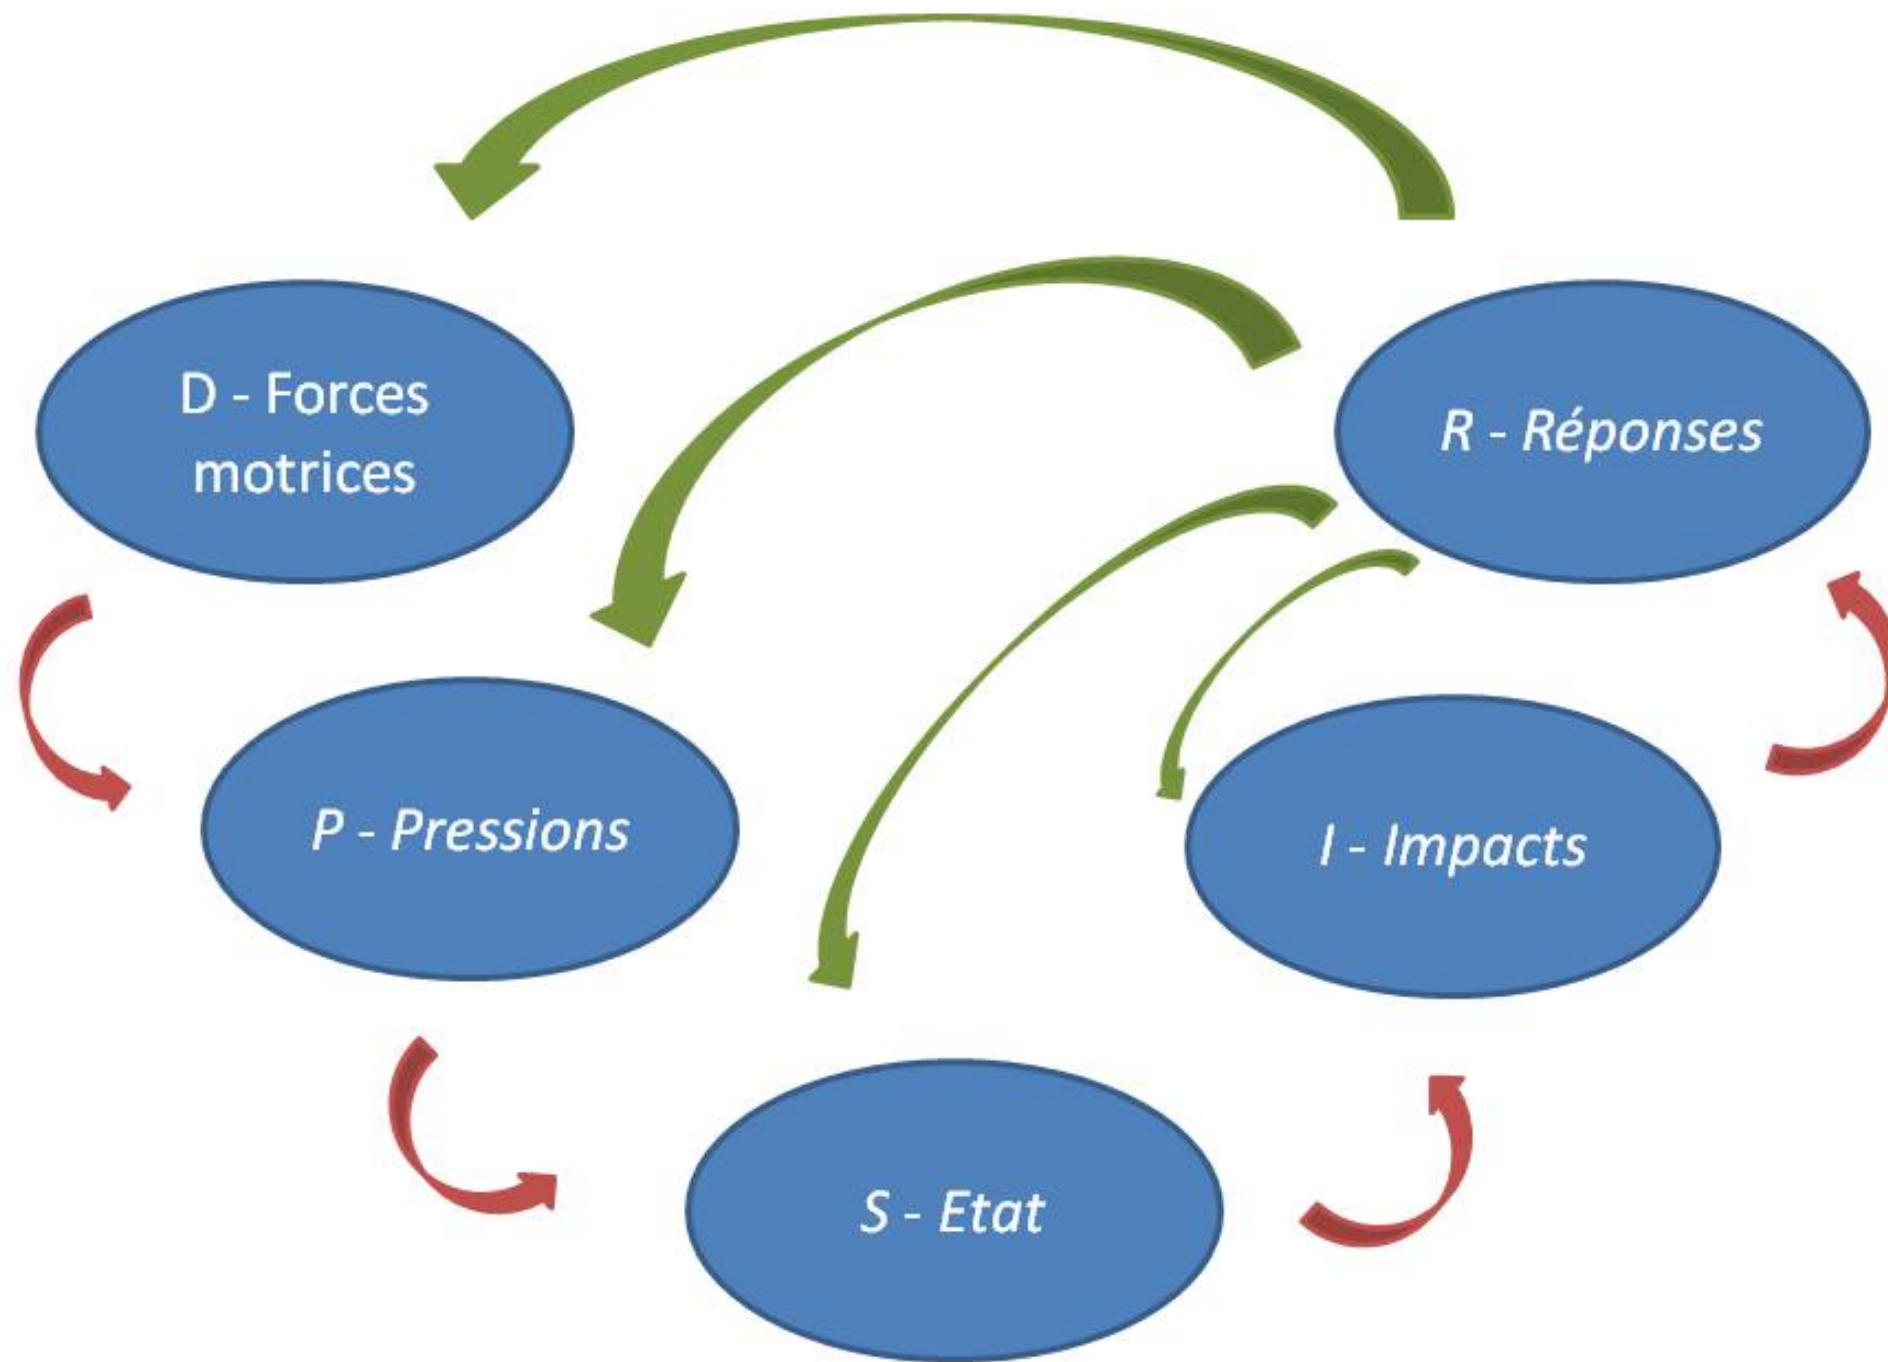 D - Forces
motrices
R - Réponses
P - Pressions
I - Impacts
S - Etat